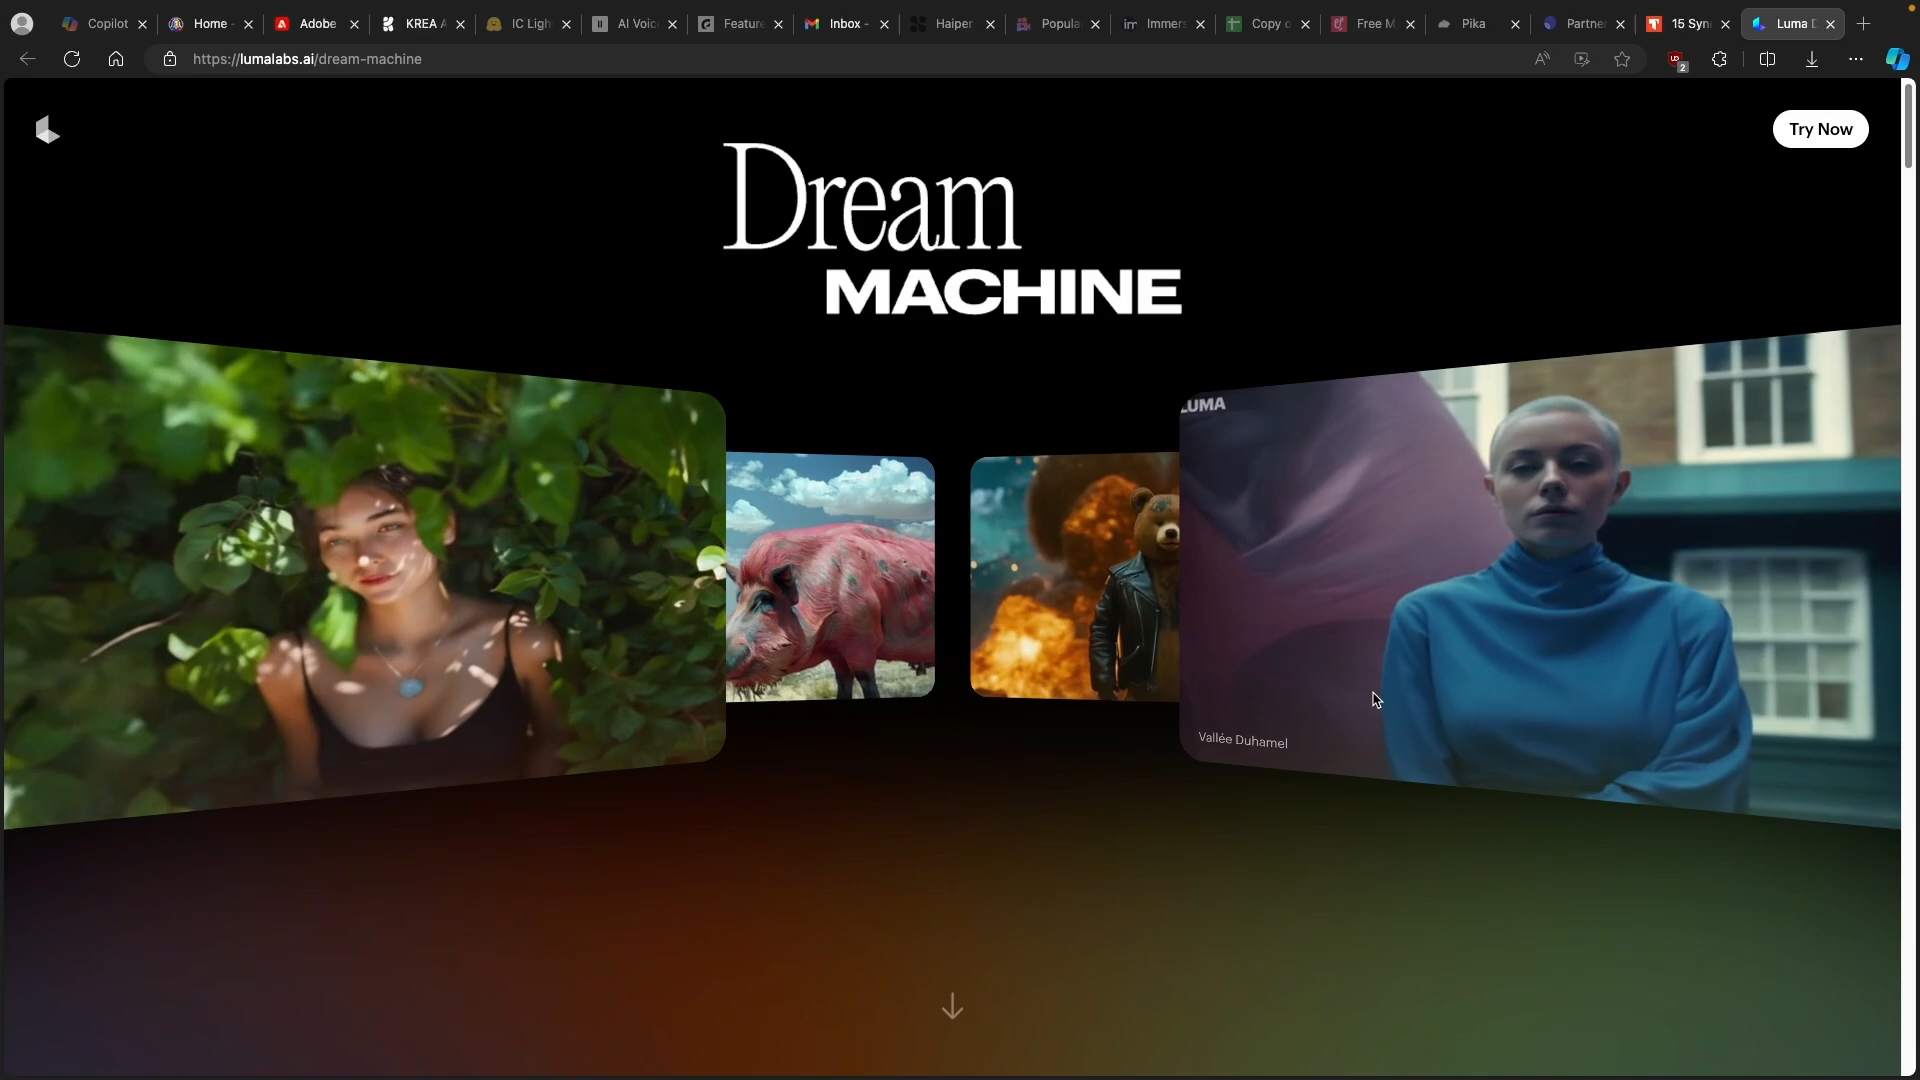 Copilot
Home -
Adobe
KREA A
IC Ligh
AI Voic
Feature
Inbox -
Haiper
Popula
Immers
Copy o
Free M
Pika
Partne
15 Syn
Luma D
https://lumalabs.ai/dream-machine
2
Try Now
Dream
MACHINE
LUMA
Vallée Duhamel